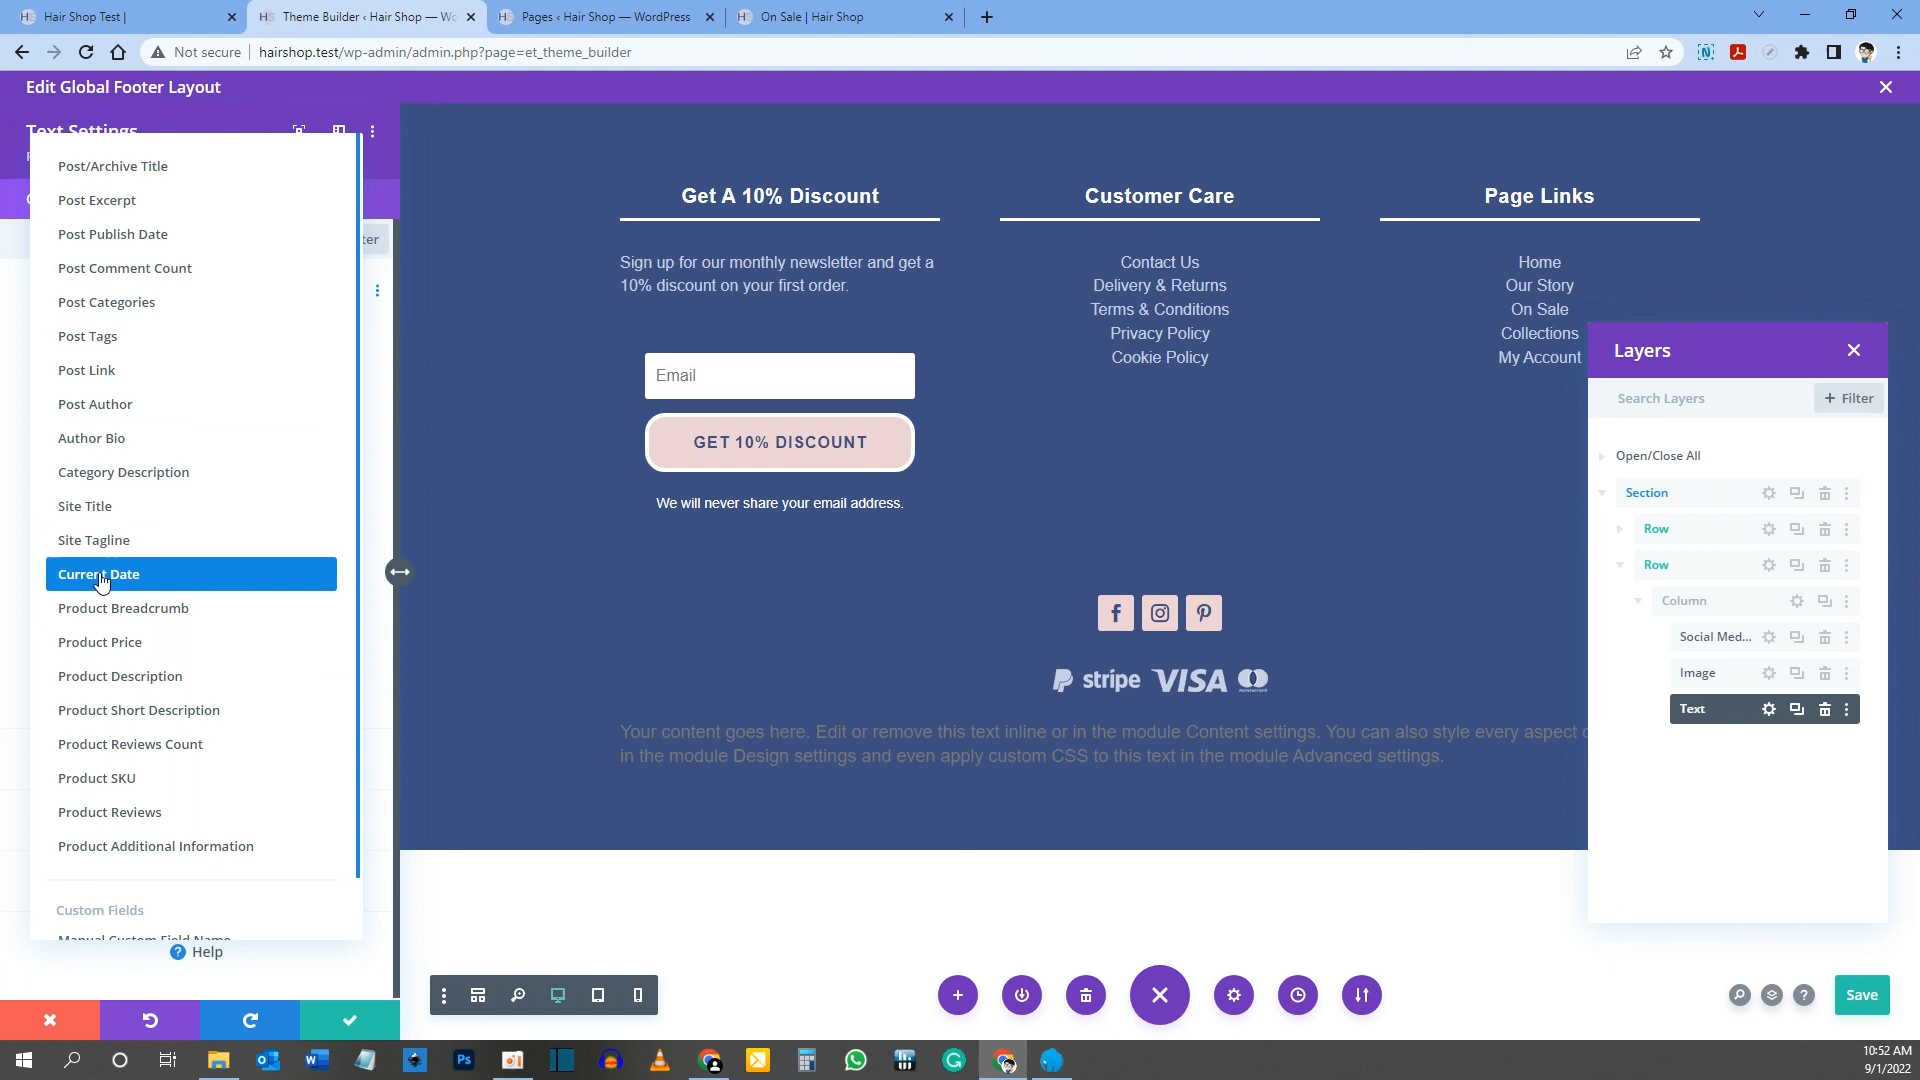 Hair Shop Test |
Theme Builder ‹ Hair Shop — Wo
Pages ‹ Hair Shop — WordPress
On Sale | Hair Shop
Not secure
hairshop.test/wp-admin/admin.php?page=et_theme_builder
Edit Global Footer Layout
Text Settings
Post/Archive Title
Post Excerpt
Post Publish Date
Post Comment Count
Post Categories
Post Tags
Post Link
Post Author
Author Bio
Category Description
Site Title
Site Tagline
Current Date
Product Breadcrumb
Product Price
Product Description
Product Short Description
Product Reviews Count
Product SKU
Product Reviews
Product Additional Information
Custom Fields
Manual Custom Field Name
Help
Get A 10% Discount
Sign up for our monthly newsletter and get a
10% discount on your first order.
Email
GET 10% DISCOUNT
We will never share your email address.
Customer Care
Contact Us
Delivery & Returns
Terms & Conditions
Privacy Policy
Cookie Policy
Page Links
Home
Our Story
On Sale
Collections
My Account
stripe VISA
Your content goes here. Edit or remove this text inline or in the module Content settings. You can also style every aspect
in the module Design settings and even apply custom CSS to this text in the module Advanced settings.
Layers
Search Layers
+ Filter
Open/Close All
Section
Row
Row
Column
Social Med...
Image
Text
Save
10:52 AM
9/1/2022